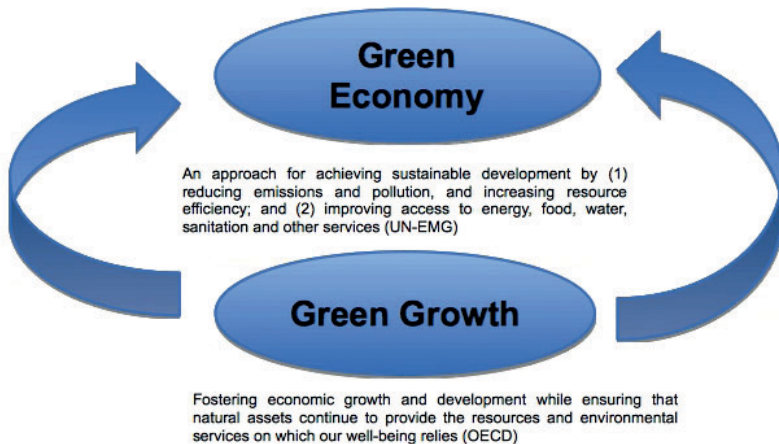 Green
Economy
An approach for achieving sustainable development by (1)
reducing emissions and pollution, and increasing resource
efficiency; and (2) improving access to energy, food, water,
sanitation and other services (UN-EMG)
Green Growth
Fostering economic growth and development while ensuring that
natural assets continue to provide the resources and environmental
services on which our well-being relies (OECD)